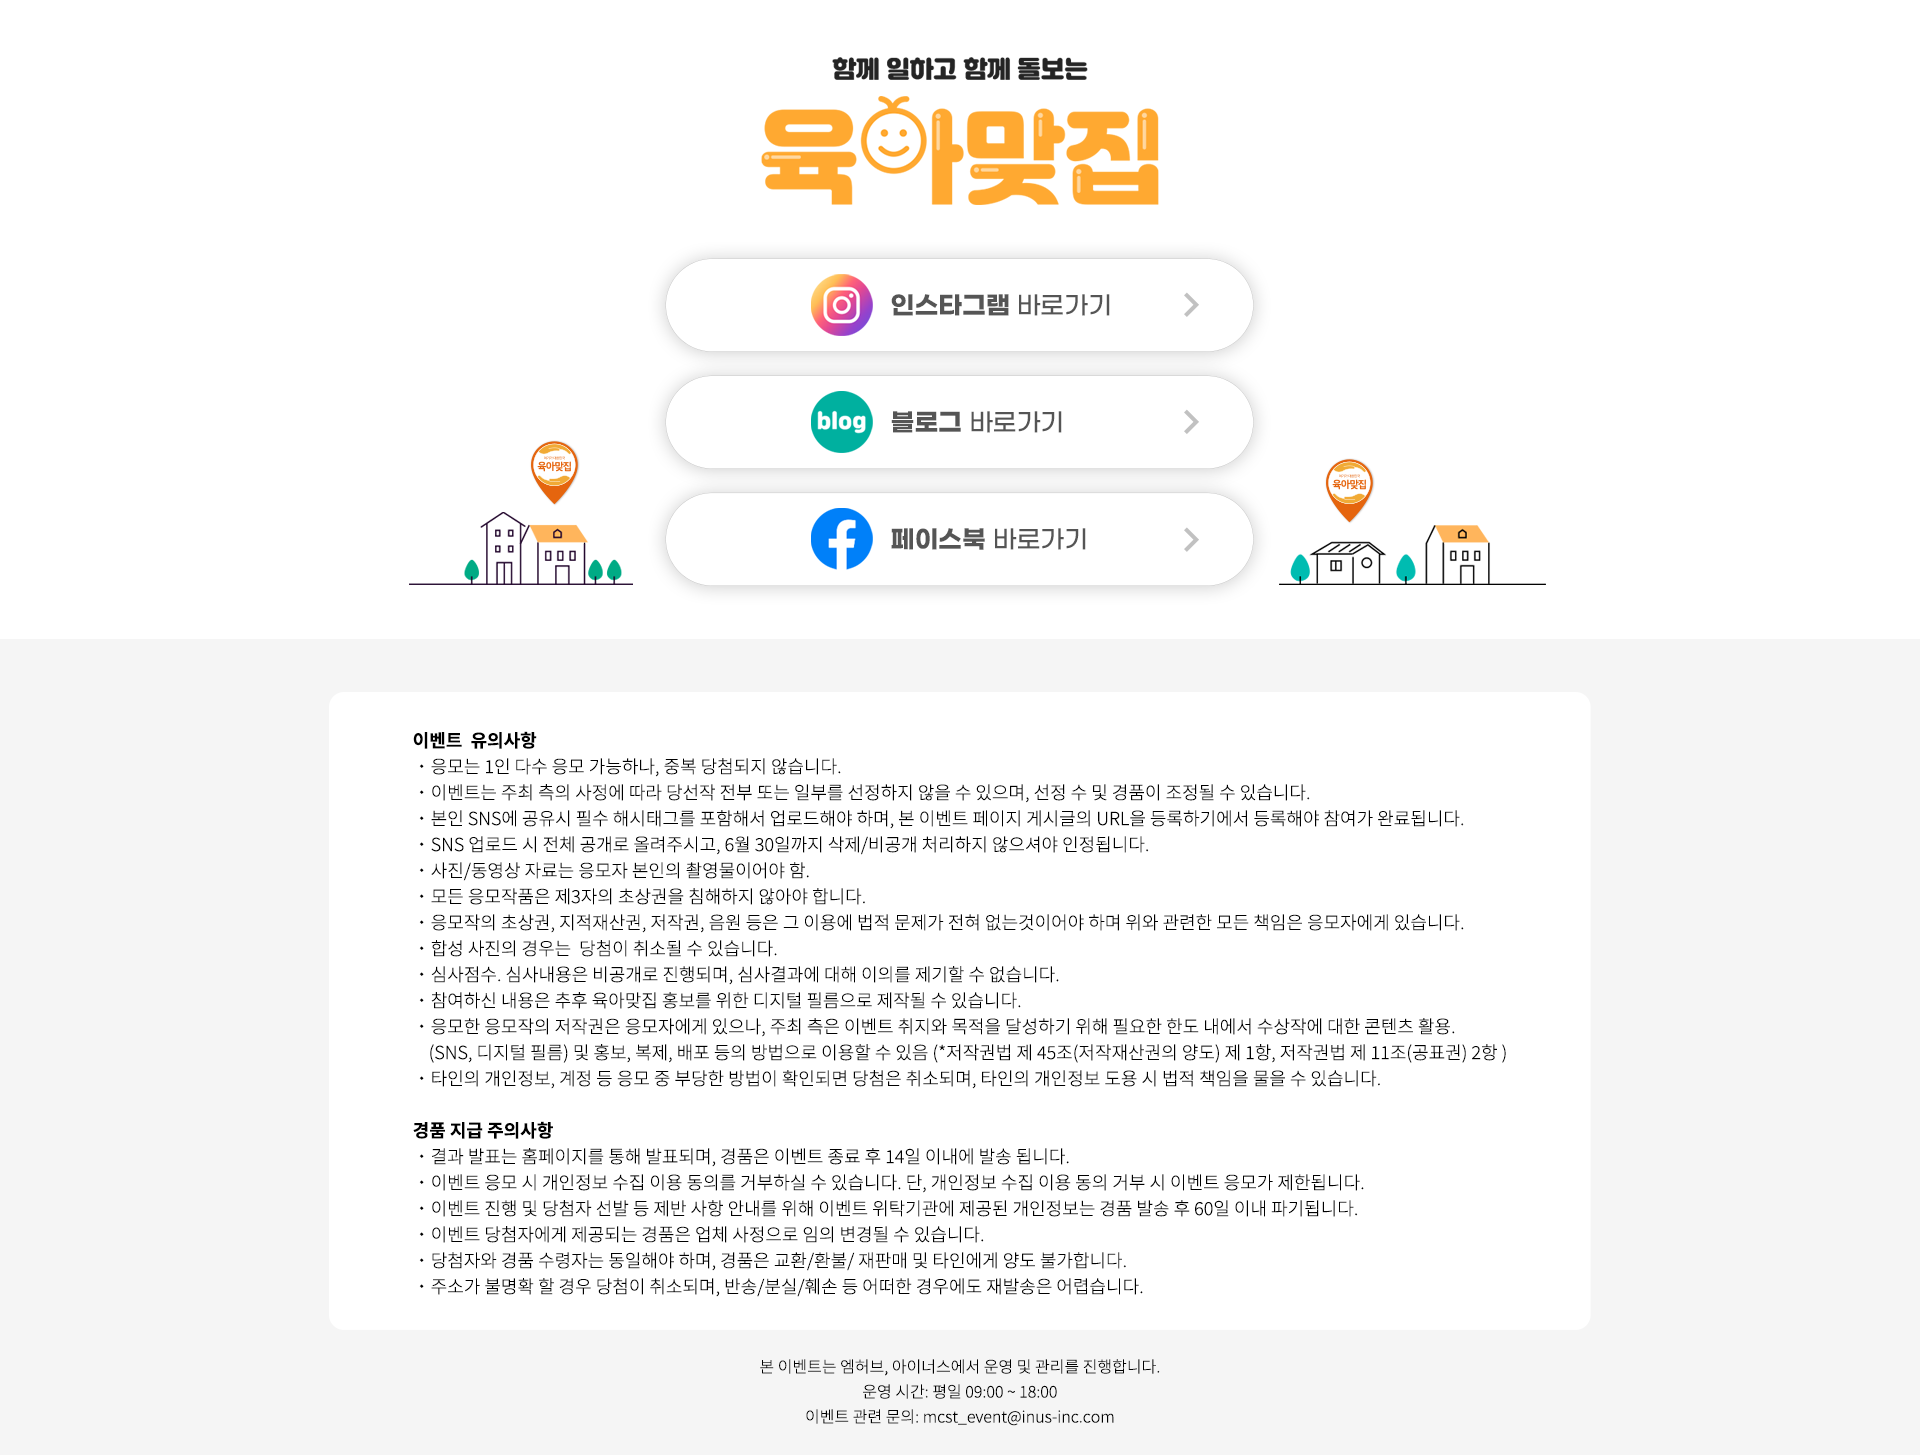 함께 일하고 함께 돌보는
육아맞집
인스타그램 바로가기
blog 블로그 바로가기
육아맞집
육아맞집
페이스북 바로가기
이벤트 유의사항
· 응모는 1인 다수 응모 가능하나, 중복 당첨되지 않습니다.
· 이벤트는 주최 측의 사정에 따라 당선작 전부 또는 일부를 선정하지 않을 수 있으며, 선정 수 및 경품이 조정될 수 있습니다.
· 본인 SNS에 공유시 필수 해시태그를 포함해서 업로드해야 하며, 본 이벤트 페이지 게시글의 URL을 등록하기에서 등록해야 참여가 완료됩니다.
· SNS 업로드 시 전체 공개로 올려주시고, 6월 30일까지 삭제/비공개 처리하지 않으셔야 인정됩니다.
· 사진/동영상 자료는 응모자 본인의 촬영물이어야 함.
· 모든 응모작품은 제3자의 초상권을 침해하지 않아야 합니다.
· 응모작의 초상권, 지적재산권, 저작권, 음원 등은 그 이용에 법적 문제가 전혀 없는것이어야 하며 위와 관련한 모든 책임은 응모자에게 있습니다.
· 합성 사진의 경우는 당첨이 취소될 수 있습니다.
· 심사점수. 심사내용은 비공개로 진행되며, 심사결과에 대해 이의를 제기할 수 없습니다.
· 참여하신 내용은 추후 육아맞집 홍보를 위한 디지털 필름으로 제작될 수 있습니다.
· 응모한 응모작의 저작권은 응모자에게 있으나, 주최 측은 이벤트 취지와 목적을 달성하기 위해 필요한 한도 내에서 수상작에 대한 콘텐츠 활용.
(SNS, 디지털 필름) 및 홍보, 복제, 배포 등의 방법으로 이용할 수 있음 (*저작권법 제 45조(저작재산권의 양도) 제 1항, 저작권법 제 11조(공표권) 2항 )
· 타인의 개인정보, 계정 등 응모 중 부당한 방법이 확인되면 당첨은 취소되며, 타인의 개인정보 도용 시 법적 책임을 물을 수 있습니다.
경품 지급 주의사항
· 결과 발표는 홈페이지를 통해 발표되며, 경품은 이벤트 종료 후 14일 이내에 발송 됩니다.
· 이벤트 응모 시 개인정보 수집 이용 동의를 거부하실 수 있습니다. 단, 개인정보 수집 이용 동의 거부 시 이벤트 응모가 제한됩니다.
· 이벤트 진행 및 당첨자 선발 등 제반 사항 안내를 위해 이벤트 위탁기관에 제공된 개인정보는 경품 발송 후 60일 이내 파기됩니다.
· 이벤트 당첨자에게 제공되는 경품은 업체 사정으로 임의 변경될 수 있습니다.
· 당첨자와 경품 수령자는 동일해야 하며, 경품은 교환/환불/ 재판매 및 타인에게 양도 불가합니다.
· 주소가 불명확 할 경우 당첨이 취소되며, 반송/분실/훼손 등 어떠한 경우에도 재발송은 어렵습니다.
본 이벤트는 엠허브, 아이너스에서 운영 및 관리를 진행합니다.
운영 시간: 평일 09:00 ~ 18:00
이벤트 관련 문의: mcst_event@inus-inc.com